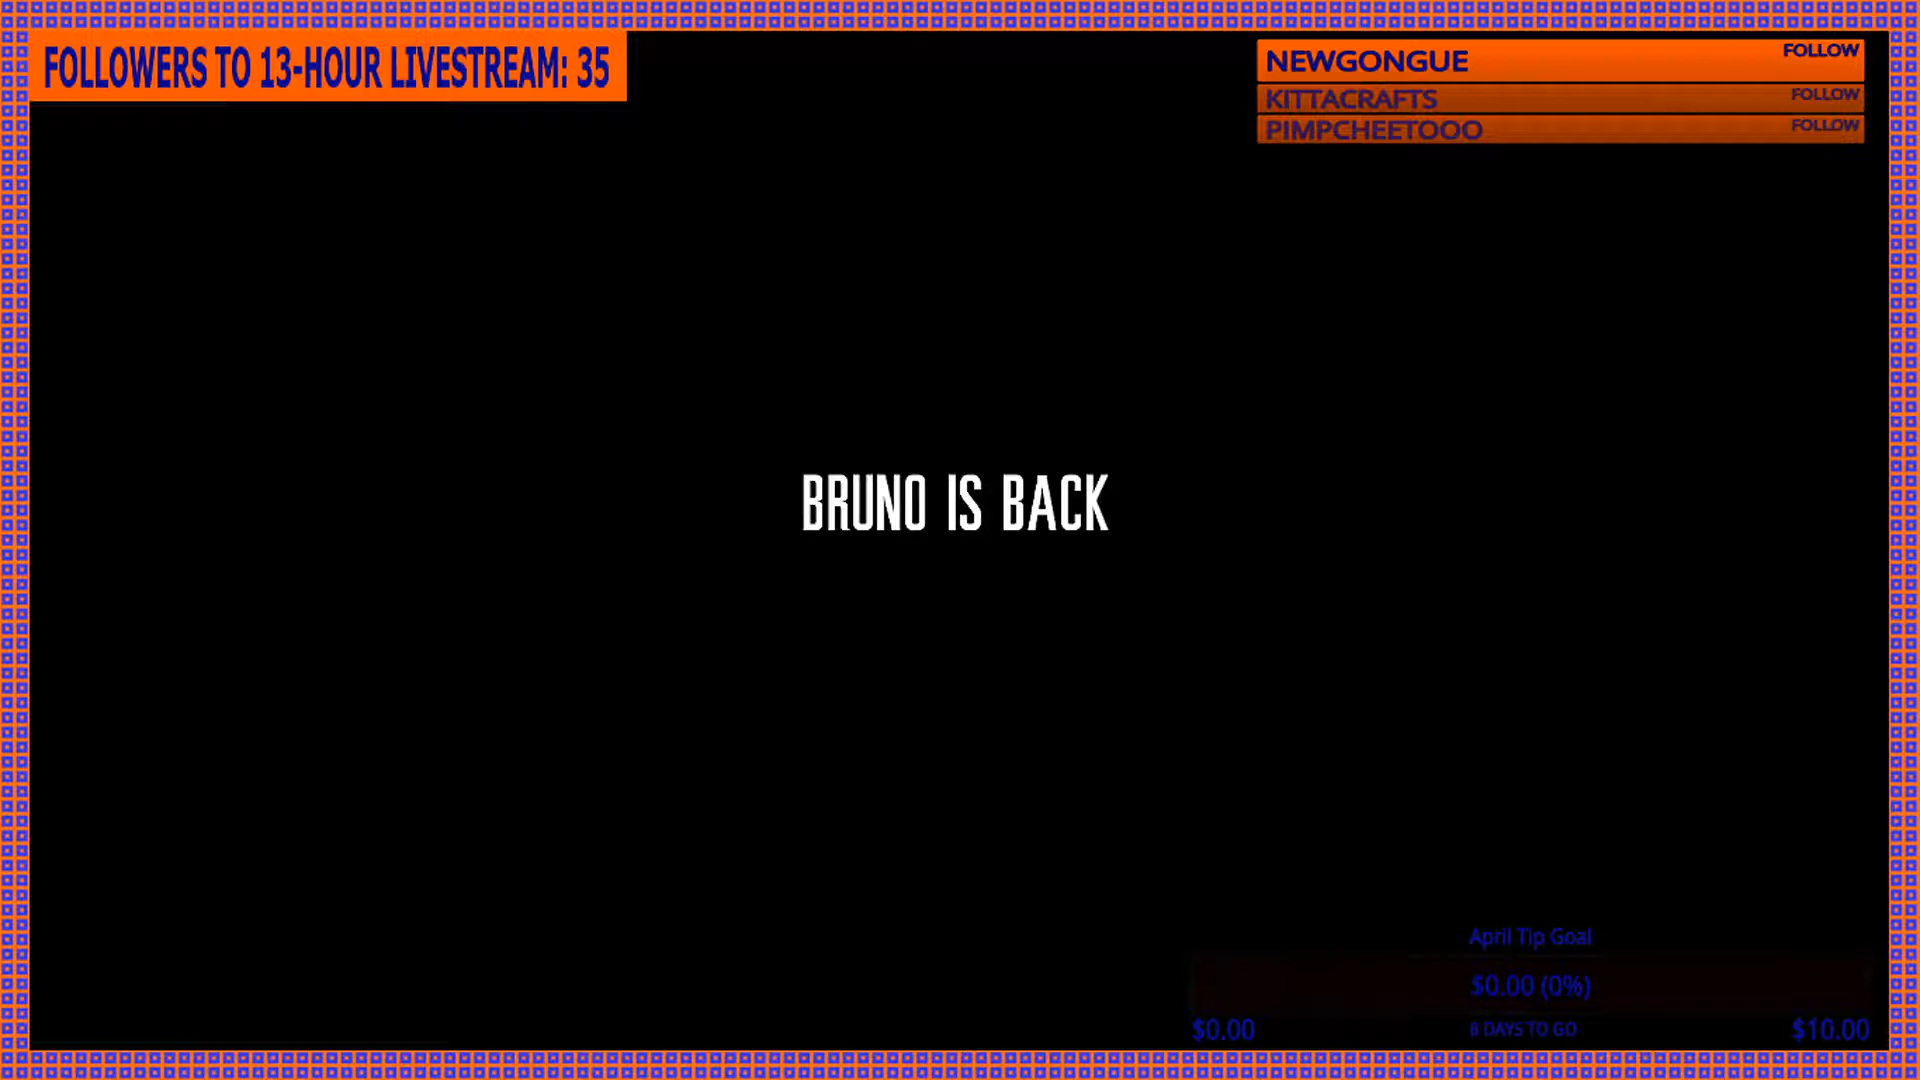 FOLLOWERS TO 13-HOUR LIVESTREAM: 35
NEWGONGUE FOLLOW
KITTACRAFTS FOLLOW
PIMPCHEETOOO FOLLOW
BRUNO IS BACK
April Tip Goal
$0.00 (0%)
$0.00 8 DAYS TO GO $10.00